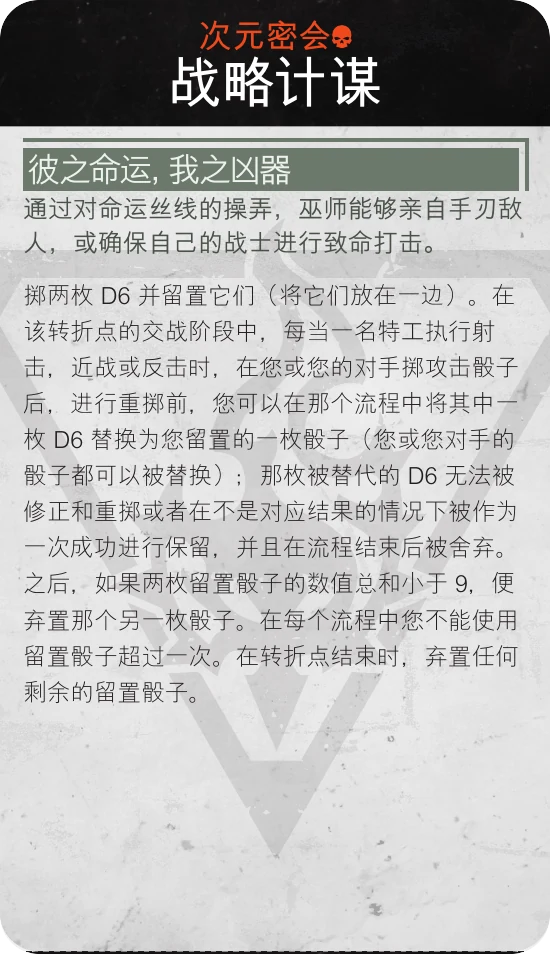 次元密会
战略计谋
彼之命运, 我之凶器
通过对命运丝线的操弄，巫师能够亲自手刃敌
人，或确保自己的战士进行致命打击。
掷两枚 D6 并留置它们（将它们放在一边）。在
该转折点的交战阶段中，每当一名特工执行射
击，近战或反击时，在您或您的对手掷攻击骰子
后，进行重掷前，您可以在那个流程中将其中一
枚 D6 替换为您留置的一枚骰子（您或您对手的
骰子都可以被替换）；那枚被替代的 D6 无法被
修正和重掷或者在不是对应结果的情况下被作为
一次成功进行保留，并且在流程结束后被舍弃。
之后，如果两枚留置骰子的数值总和小于 9，便
弃置那个另一枚骰子。在每个流程中您不能使用
留置骰子超过一次。在转折点结束时，弃置任何
剩余的留置骰子。